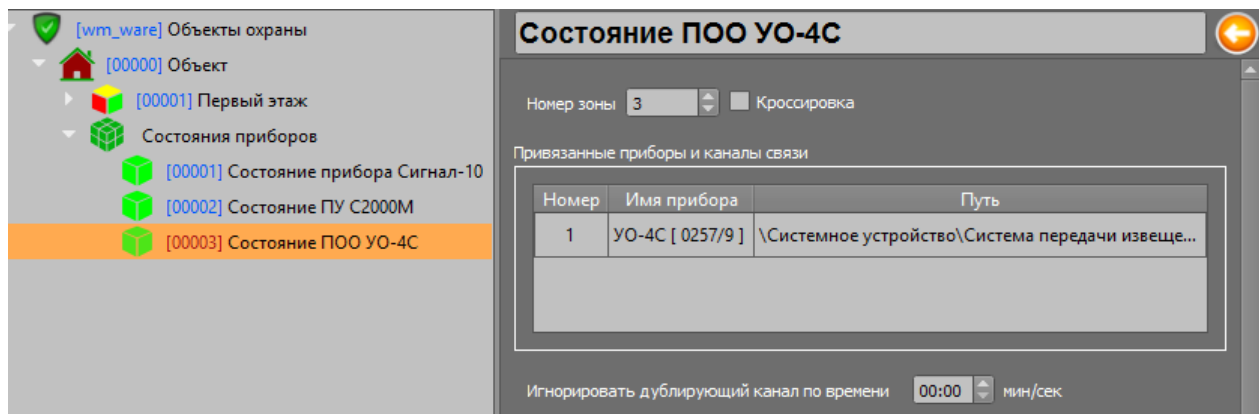 [wm_ware] Объекты охраны
[00000] Объект
[00001] Первый этаж
Состояния приборов
[00001] Состояние прибора Сигнал-10
[00002] Состояние ПУ С2000М
[00003] Состояние ПОО УО-4С
Состояние ПОО УО-4С
Номер зоны 3 Кроссировка
Привязанные приборы и каналы связи
Номер Имя прибора Путь
1 УО-4С [ 0257/9 ] \Системное устройство\Система передачи извеще...
Игнорировать дублирующий канал по времени 00:00 мин/сек